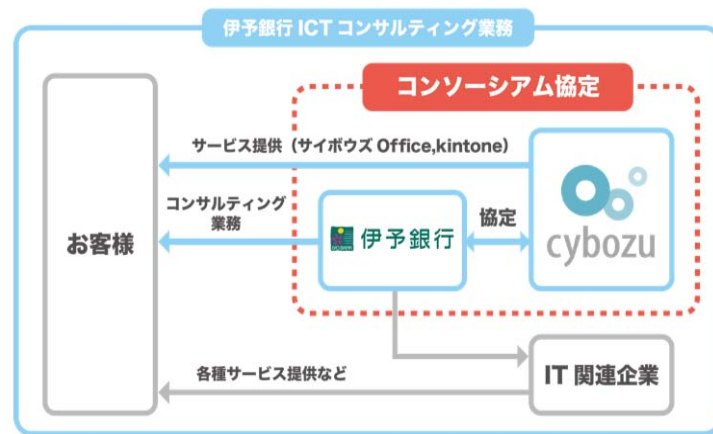 伊予銀行 ICT コンサルティング業務
コンソーシアム協定
サービス提供（サイボウズ Office,kintone）
コンサルティング
業務
お客様
伊予銀行
協定
cybozu
各種サービス提供など
IT 関連企業